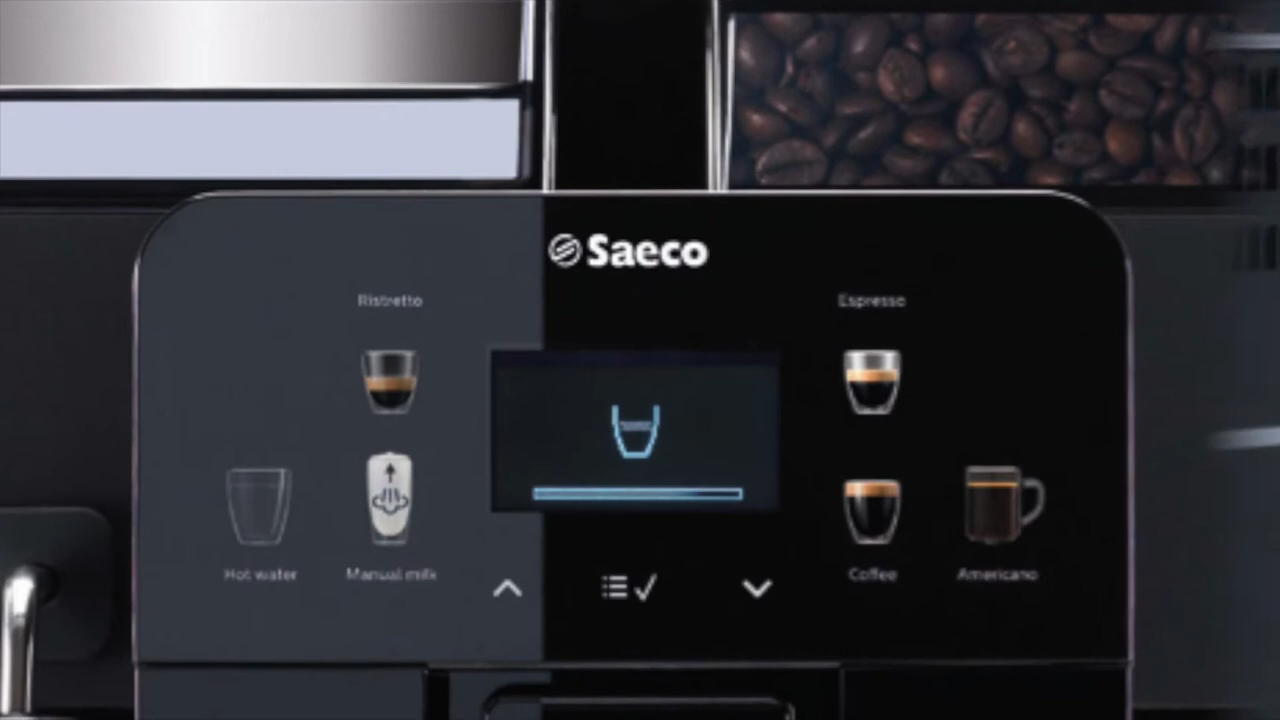 Saeco
Ristretto
Espresso
Hot water
Manual milk
Coffee
Americano